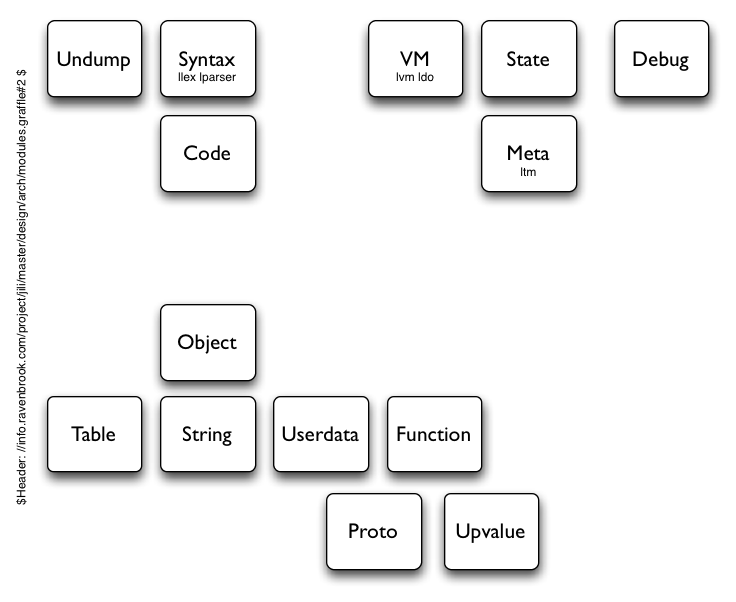 Undump
Syntax
llex lparser
VM
lvm ldo
State
Debug
Code
Meta
ltm
Object
Table
String
Userdata
Function
Proto
Upvalue
$Header: //info.ravenbrook.com/project/jili/master/design/arch/modules.graffle#2 $